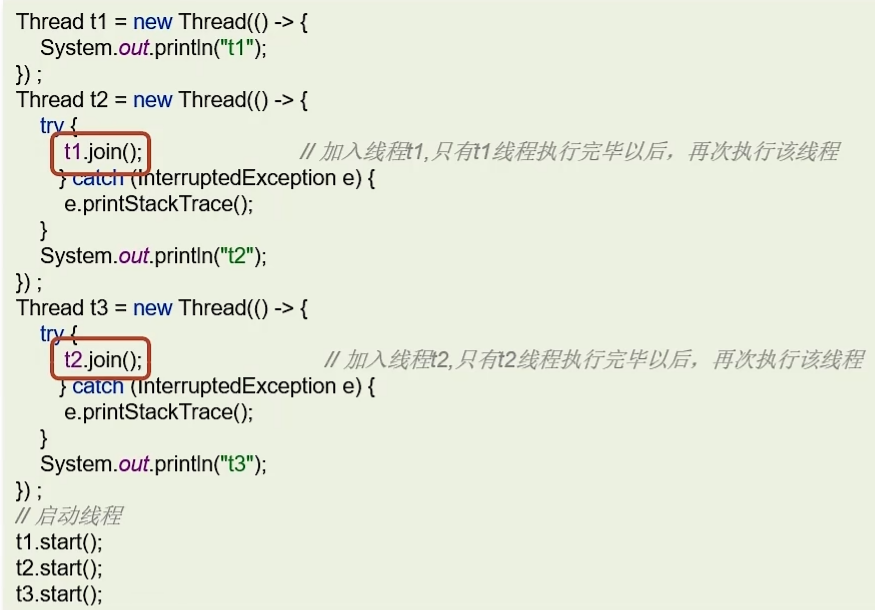 Thread t1 = new Thread(() -> {
System.out.println("t1");
}) ;
Thread t2 = new Thread(() -> {
try {
t1.join(); // 加入线程t1,只有t1线程执行完毕以后，再次执行该线程
} catch (InterruptedException e) {
e.printStackTrace();
}
System.out.println("t2");
}) ;
Thread t3 = new Thread(() -> {
try {
t2.join(); // 加入线程t2,只有t2线程执行完毕以后，再次执行该线程
} catch (InterruptedException e) {
e.printStackTrace();
}
System.out.println("t3");
}) ;
// 启动线程
t1.start();
t2.start();
t3.start();